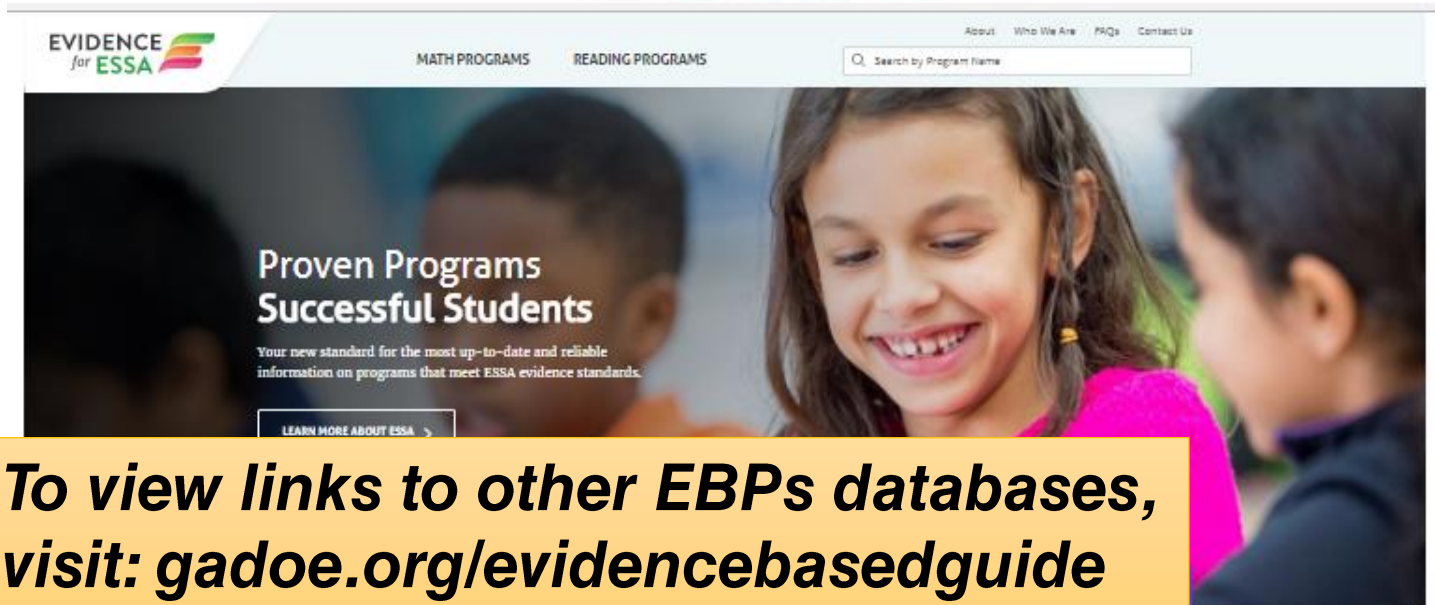 About Who We Are FAQs Contact Us
EVIDENCE
for ESSA
MATH PROGRAMS READING PROGRAMS
Search by Program Name
Proven Programs
Successful Students
Your new standard for the most up-to-date and reliable
information on programs that meet ESSA evidence standards.
LEARN MORE ABOUT ESSA >
To view links to other EBPs databases,
visit: gadoe.org/evidencebasedguide